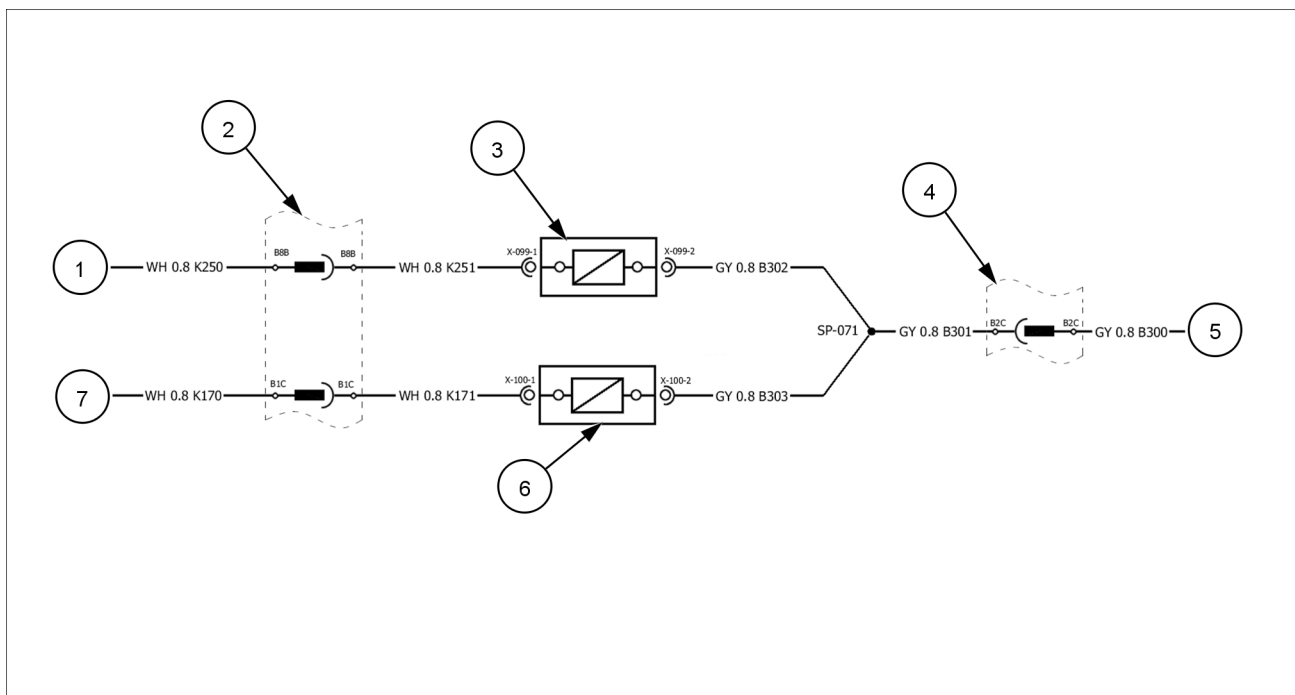 2
3
4
X-099-1
X-099-2
B8B
B8B
1
WH 0.8 K250
WH 0.8 K251
GY 0.8 B302
SP-071
GY 0.8 B301
B2C
B2C
GY 0.8 B300
5
X-100-1
X-100-2
B1C
B1C
7
WH 0.8 K170
WH 0.8 K171
GY 0.8 B303
6